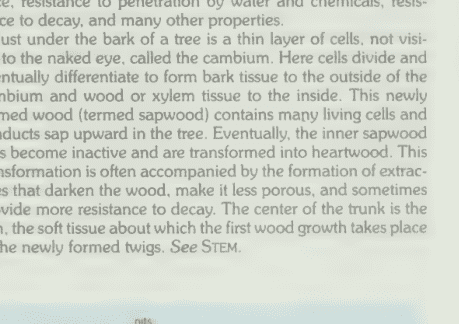 resistance to penetration by water and chemicals, resis-
ce to decay, and many other properties.
ust under the bark of a tree is a thin layer of cells, not visi-
to the naked eye, called the cambium. Here cells divide and
ntually differentiate to form bark tissue to the outside of the
mbium and wood or xylem tissue to the inside. This newly
med wood (termed sapwood) contains many living cells and
nducts sap upward in the tree. Eventually, the inner sapwood
s become inactive and are transformed into heartwood. This
nsformation is often accompanied by the formation of extrac-
es that darken the wood, make it less porous, and sometimes
vide more resistance to decay. The center of the trunk is the
, the soft tissue about which the first wood growth takes place
he newly formed twigs. See STEM.
pits